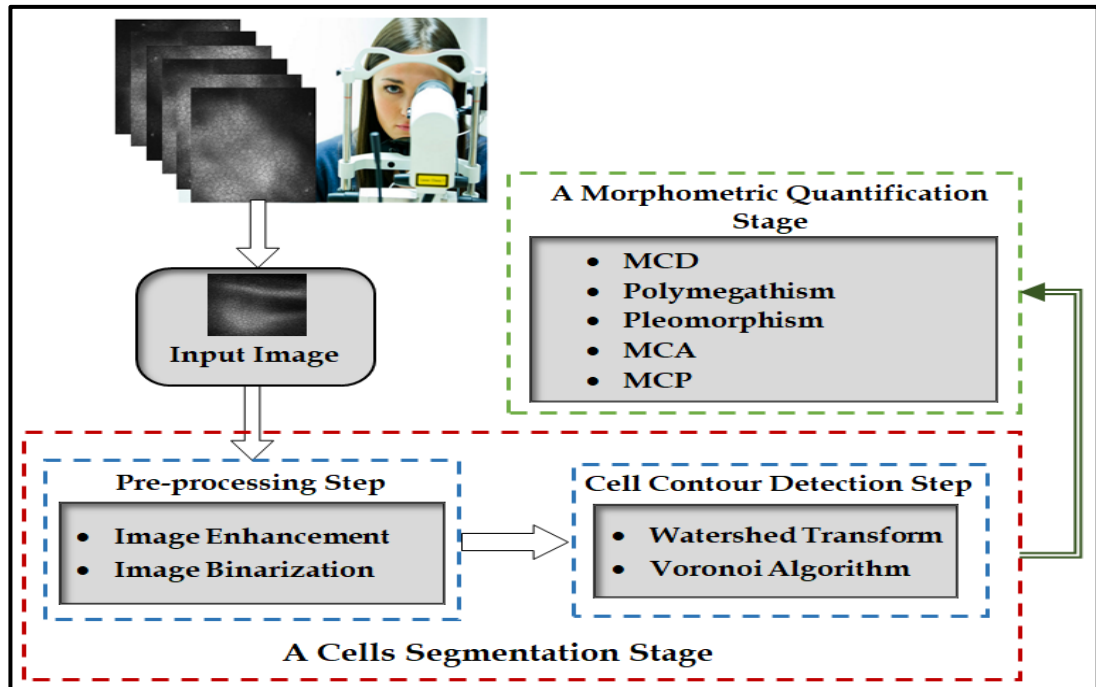 Input Image
A Morphometric Quantification
Stage
• MCD
• Polymegathism
• Pleomorphism
• MCA
• MCP
Pre-processing Step
• Image Enhancement
• Image Binarization
Cell Contour Detection Step
• Watershed Transform
• Voronoi Algorithm
A Cells Segmentation Stage